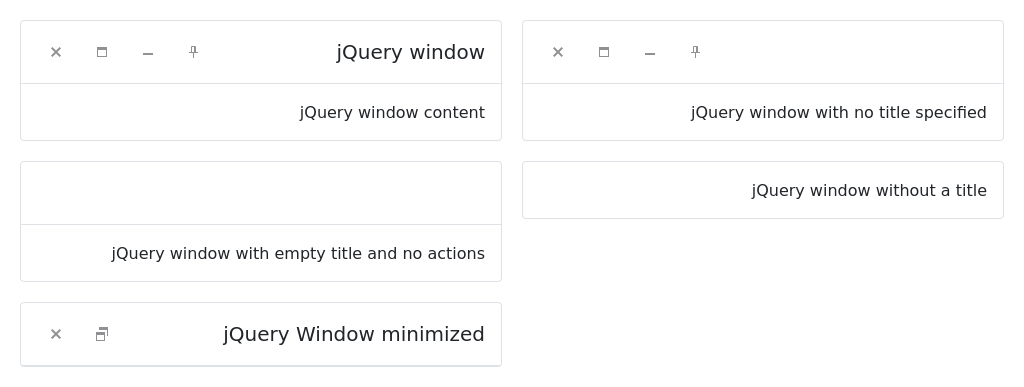 jQuery window
jQuery window content
jQuery window with no title specified
jQuery window with empty title and no actions
jQuery window without a title
jQuery Window minimized